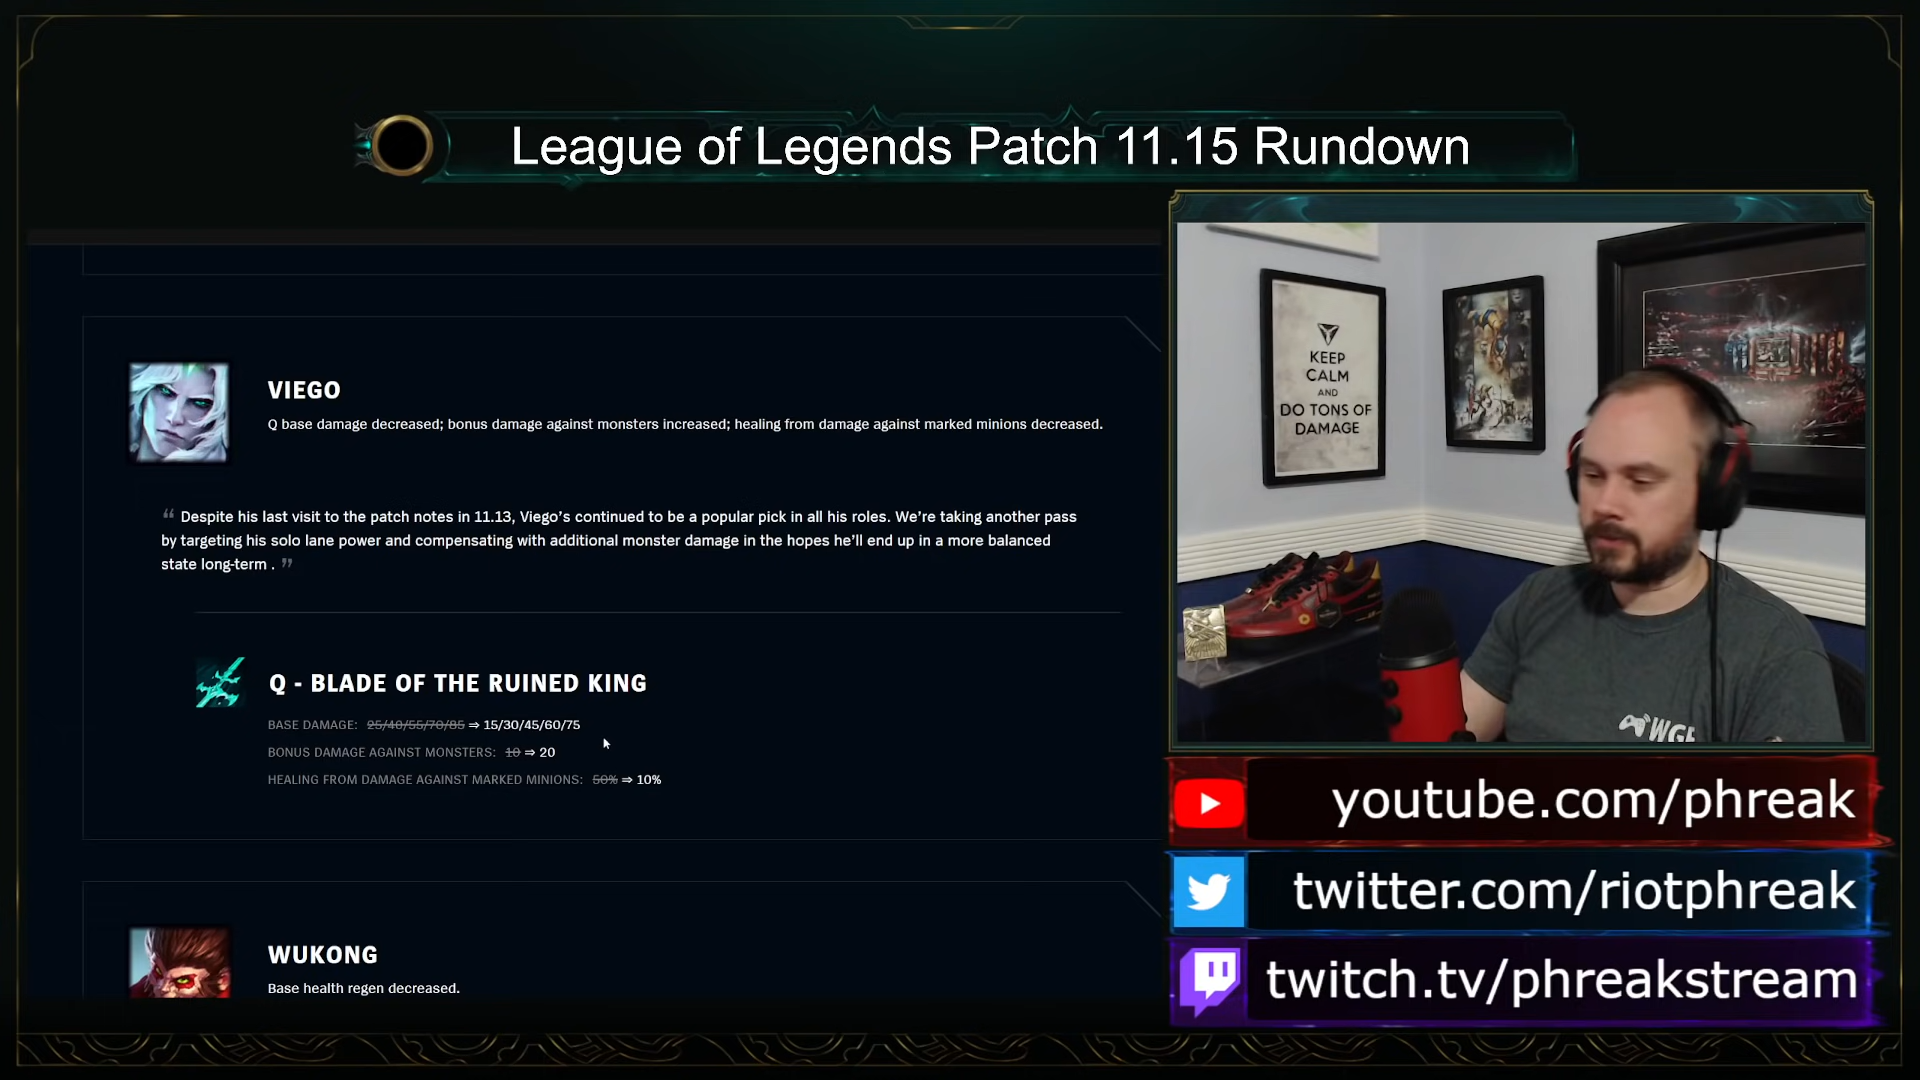 League of Legends Patch 11.15 Rundown
VIEGO
Q base damage decreased; bonus damage against monsters increased; healing from damage against marked minions decreased.
“ Despite his last visit to the patch notes in 11.13, Viego’s continued to be a popular pick in all his roles. We’re taking another pass
by targeting his solo lane power and compensating with additional monster damage in the hopes he’ll end up in a more balanced
state long-term . ”
Q - BLADE OF THE RUINED KING
BASE DAMAGE: 25/40/55/70/85 ⇒ 15/30/45/60/75
BONUS DAMAGE AGAINST MONSTERS: 10 ⇒ 20
HEALING FROM DAMAGE AGAINST MARKED MINIONS: 50% ⇒ 10%
WUKONG
Base health regen decreased.
KEEP
CALM
AND
DO TONS OF
DAMAGE
WGF
youtube.com/phreak
twitter.com/riotphreak
twitch.tv/phreakstream